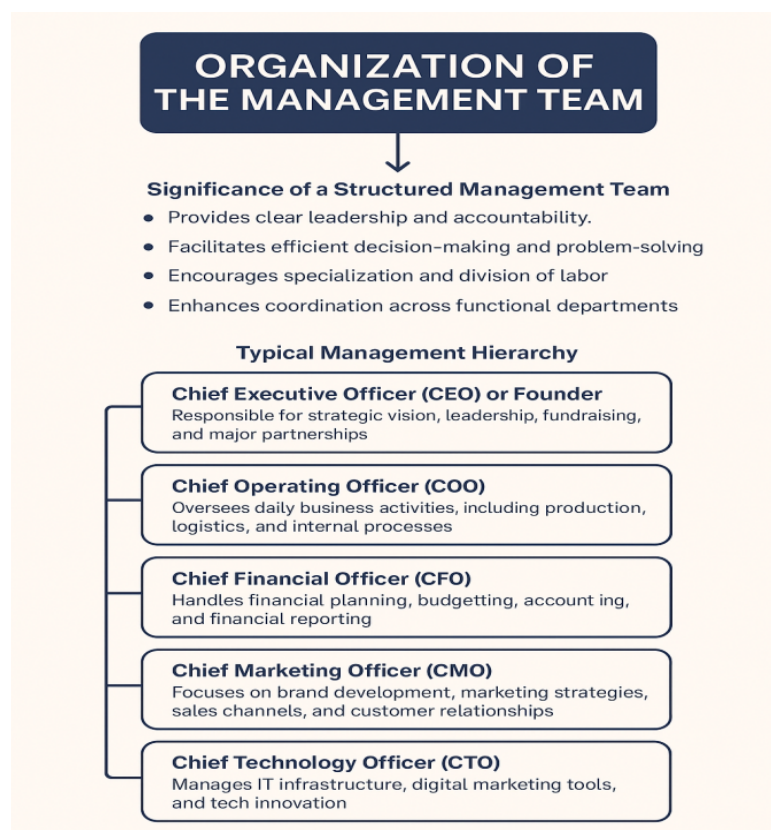 ORGANIZATION OF
THE MANAGEMENT TEAM
Significance of a Structured Management Team
• Provides clear leadership and accountability.
• Facilitates efficient decision-making and problem-solving
• Encourages specialization and division of labor
• Enhances coordination across functional departments
Typical Management Hierarchy
Chief Executive Officer (CEO) or Founder
Responsible for strategic vision, leadership, fundraising,
and major partnerships
Chief Operating Officer (COO)
Oversees daily business activities, including production,
logistics, and internal processes
Chief Financial Officer (CFO)
Handles financial planning, budgetting, account ing,
and financial reporting
Chief Marketing Officer (CMO)
Focuses on brand development, marketing strategies,
sales channels, and customer relationships
Chief Technology Officer (CTO)
Manages IT infrastructure, digital marketing tools,
and tech innovation